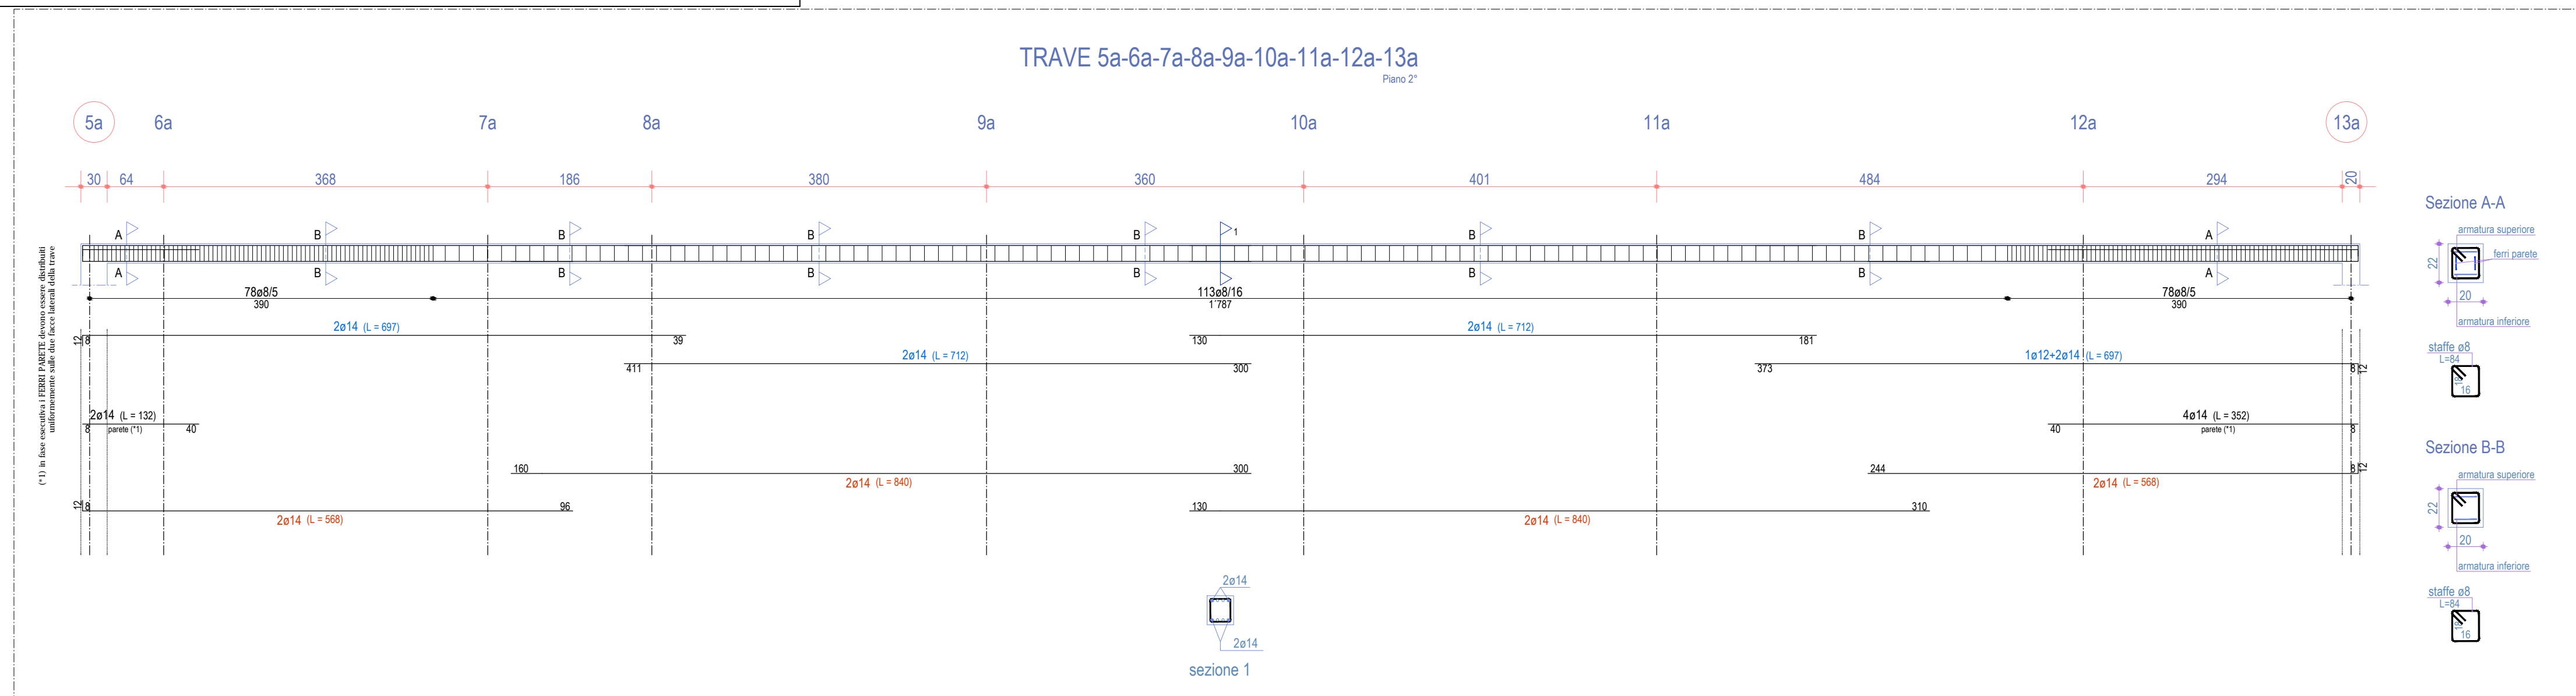 TRAVE 5a-6a-7a-8a-9a-10a-11a-12a-13a
Piano 2°
5a 6a 7a 8a 9a 10a 11a 12a 13a
30 64 368 186 380 360 401 484 294 20
A B B B B 1 B B A
A B B B B B B A
78ø8/5 113ø8/16 78ø8/5
390 1'787 390
2ø14 (L = 697) 2ø14 (L = 712)
12 8 39 130 181
2ø14 (L = 712) 1ø12+2ø14 (L = 697)
411 300 373 8 12
2ø14 (L = 132) 4ø14 (L = 352)
8 parete (*1) 40 40 parete (*1) 8
160 300 244 8 12
2ø14 (L = 840) 2ø14 (L = 568)
12 8 96 130 310
2ø14 (L = 568) 2ø14 (L = 840)
(*1) in fase esecutiva i FERRI PARETE devono essere distribuiti
uniformemente sulle due facce laterali della trave
2ø14
2ø14
sezione 1
Sezione A-A
armatura superiore
ferri parete
22
20
armatura inferiore
staffe ø8
L=84
18
16
Sezione B-B
armatura superiore
22
20
armatura inferiore
staffe ø8
L=84
18
16